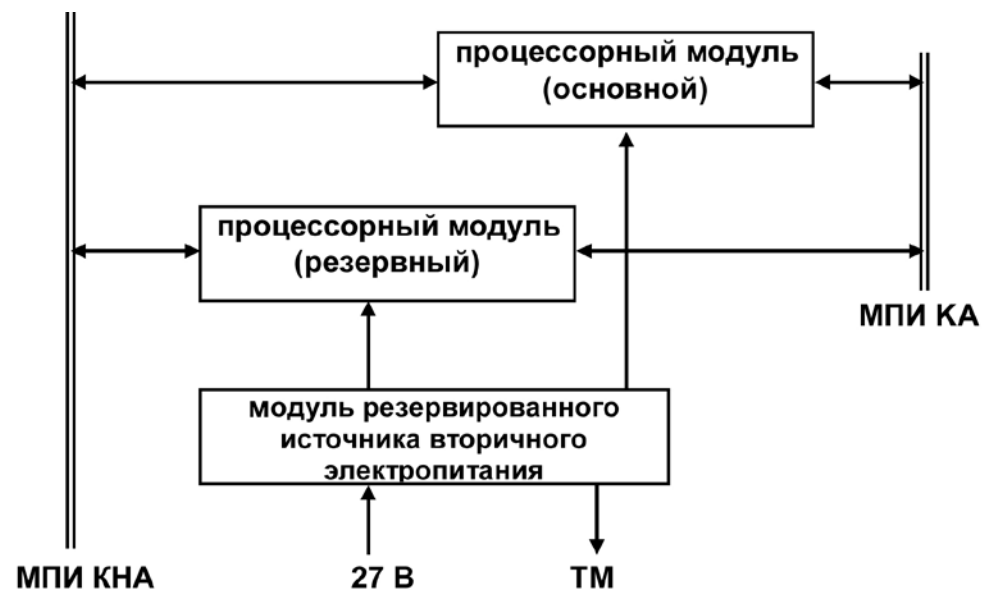 процессорный модуль
(основной)
процессорный модуль
(резервный)
МПИ КА
модуль резервированного
источника вторичного
электропитания
МПИ КНА
27 В
ТМ